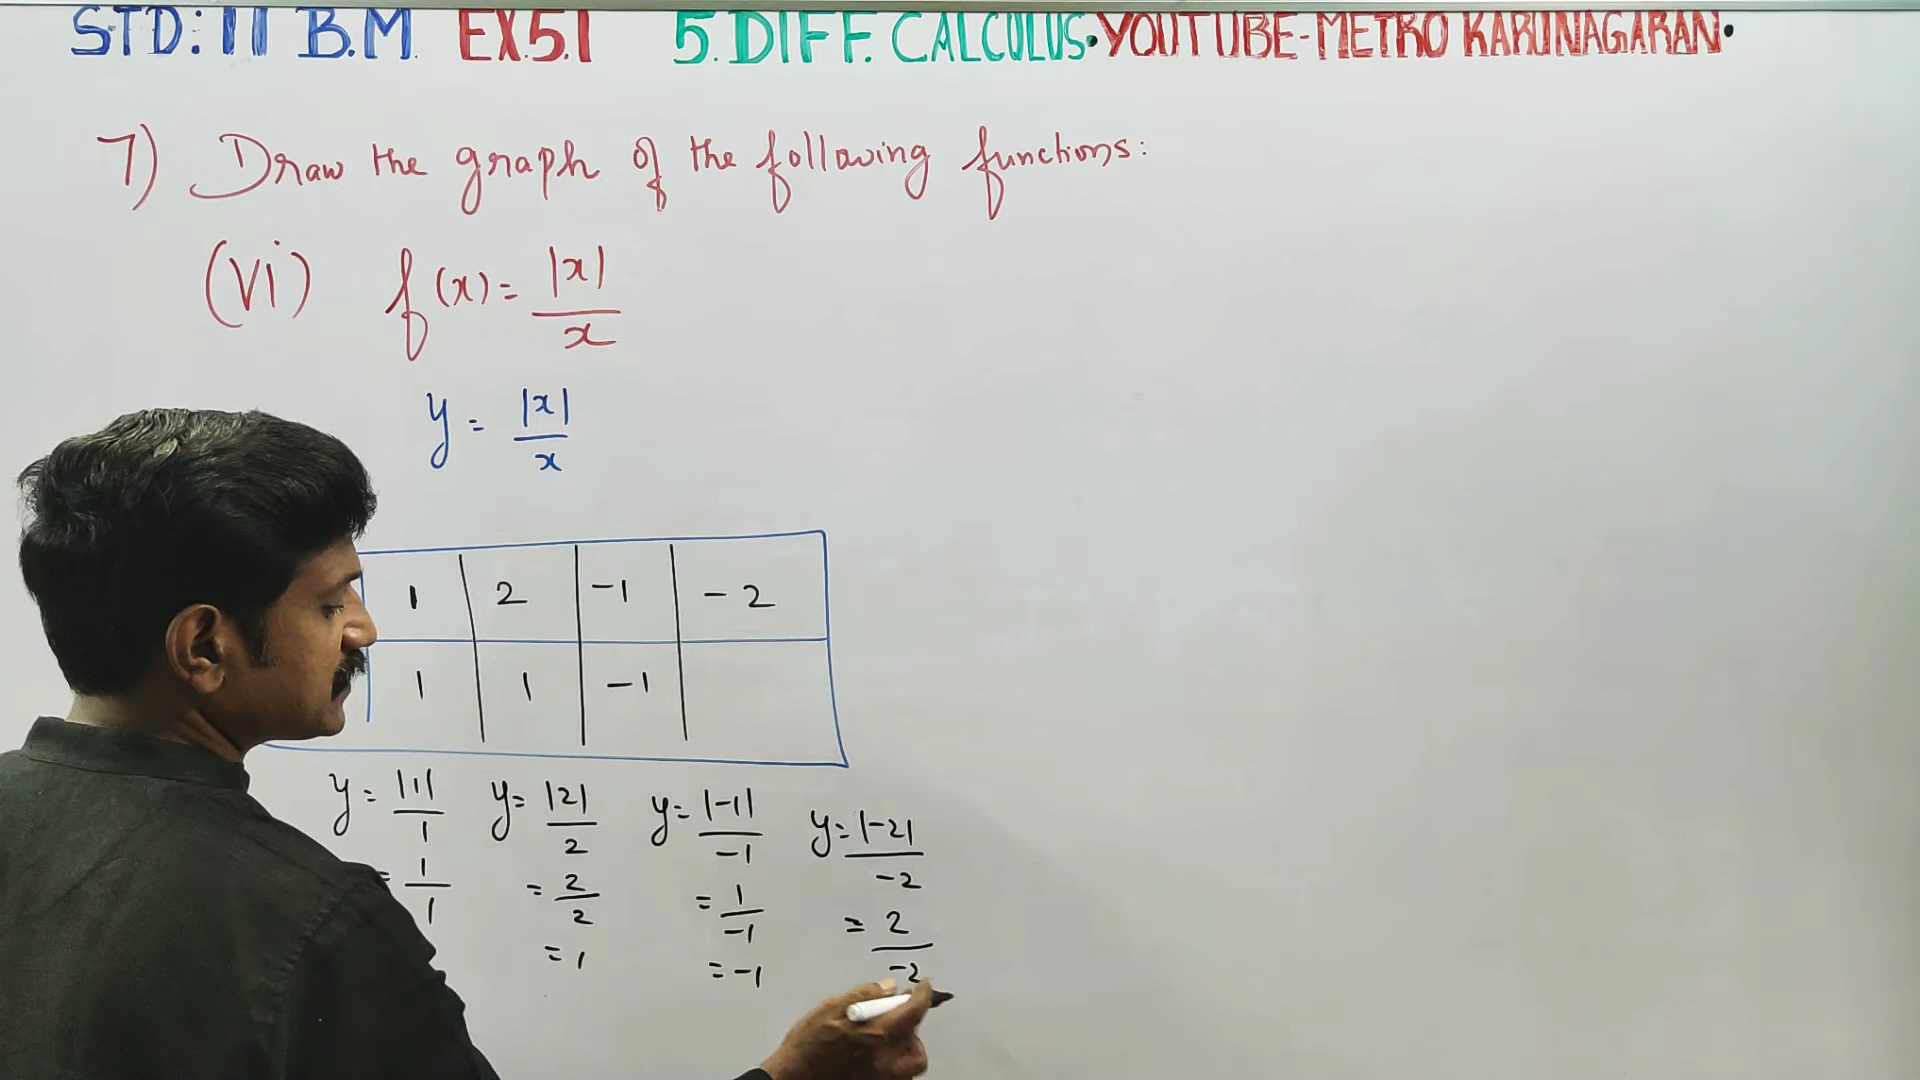 STD: 11 B.M. EX.5.1 5. DIFF. CALCULUS. YOUTUBE-METRO KARUNAGARAN.
7) Draw the graph of the following functions:
(vi) f(x) = |x|/x
y = |x|/x
1 2 -1 -2
1 1 -1
y = |1|/1 y = |2|/2 y = |-1|/-1 y = |-2|/-2
= 1/1 = 2/2 = 1/-1 = 2/-2
= 1 = -1